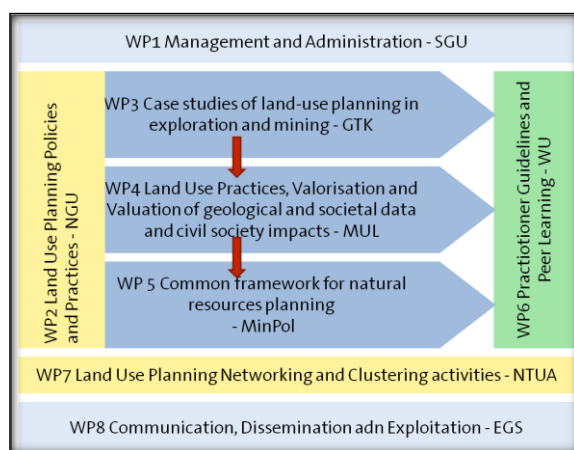 WP1 Management and Administration - SGU
WP2 Land Use Planning Policies
and Practices - NGU
WP3 Case studies of land-use planning in
exploration and mining - GTK
WP4 Land Use Practices, Valorisation and
Valuation of geological and societal data
and civil society impacts - MUL
WP 5 Common framework for natural
resources planning
- MinPol
WP6 Practiotioner Guidelines and
Peer Learning - WU
WP7 Land Use Planning Networking and Clustering activities - NTUA
WP8 Communication, Dissemination adn Exploitation - EGS